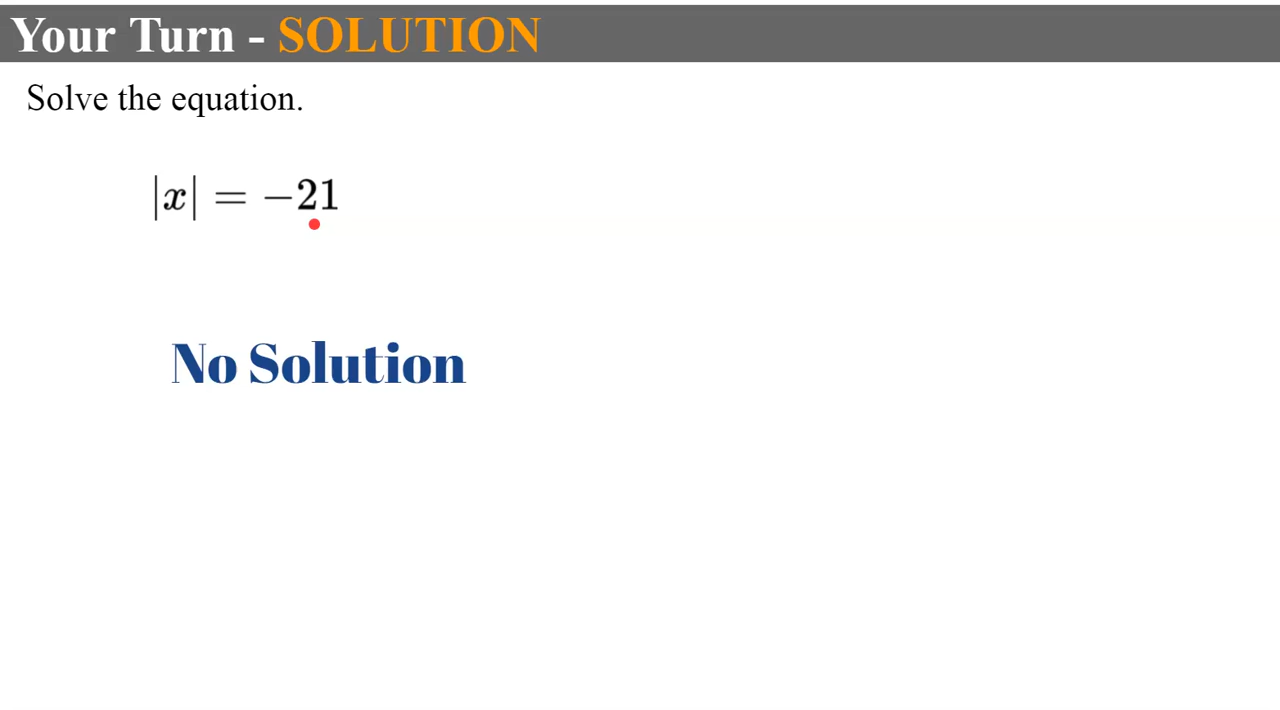 Your Turn - SOLUTION
Solve the equation.
|x| = −21
No Solution